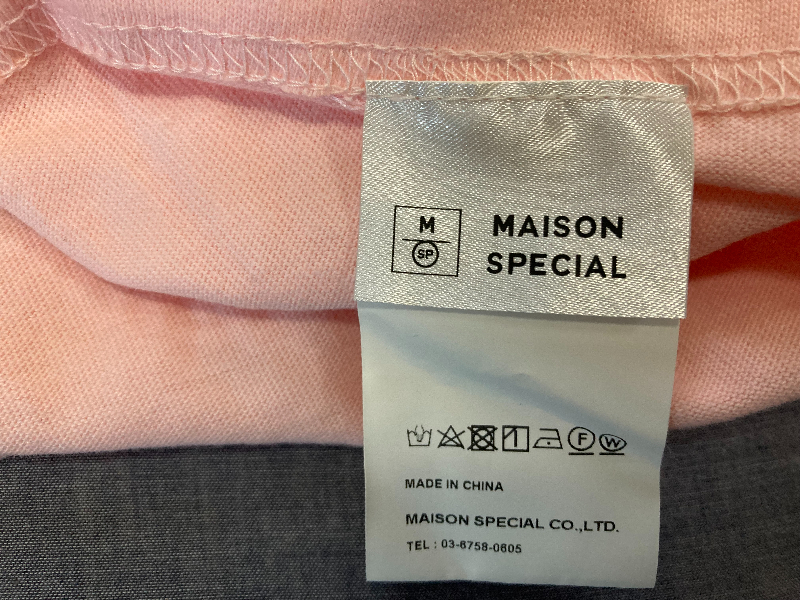 M
SP
MAISON
SPECIAL
F W
MADE IN CHINA
MAISON SPECIAL CO.,LTD.
TEL : 03-6758-0605